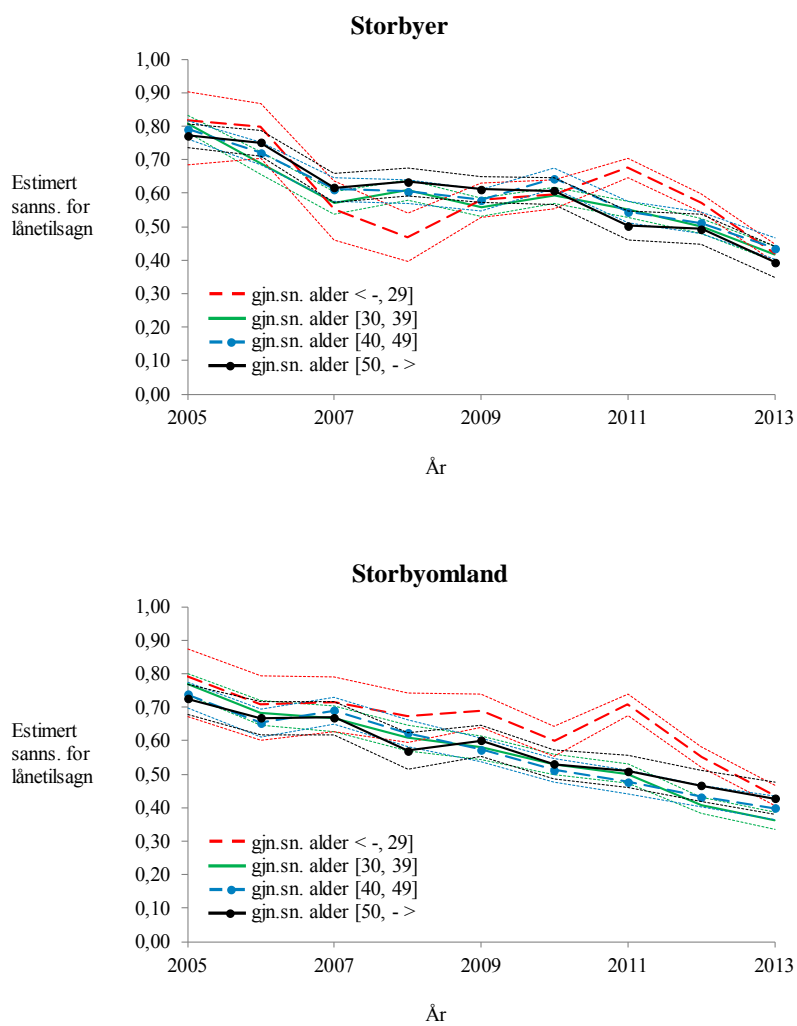 Storbyer
1,00
0,90
0,80
0,70
0,60
0,50
0,40
0,30
0,20
0,10
0,00
Estimert
sanns. for
lånetilsagn
gjn.sn. alder < -, 29]
gjn.sn. alder [30, 39]
gjn.sn. alder [40, 49]
gjn.sn. alder [50, - >
2005 2007 2009 2011 2013
År
Storbyomland
1,00
0,90
0,80
0,70
0,60
0,50
0,40
0,30
0,20
0,10
0,00
Estimert
sanns. for
lånetilsagn
gjn.sn. alder < -, 29]
gjn.sn. alder [30, 39]
gjn.sn. alder [40, 49]
gjn.sn. alder [50, - >
2005 2007 2009 2011 2013
År